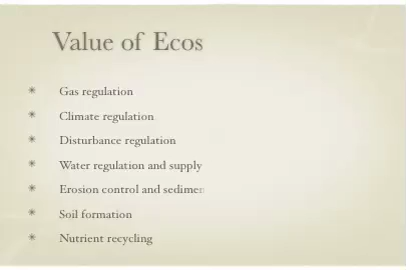 Value of Ecos
Gas regulation
Climate regulation
Disturbance regulation
Water regulation and supply
Erosion control and sedimen
Soil formation
Nutrient recycling